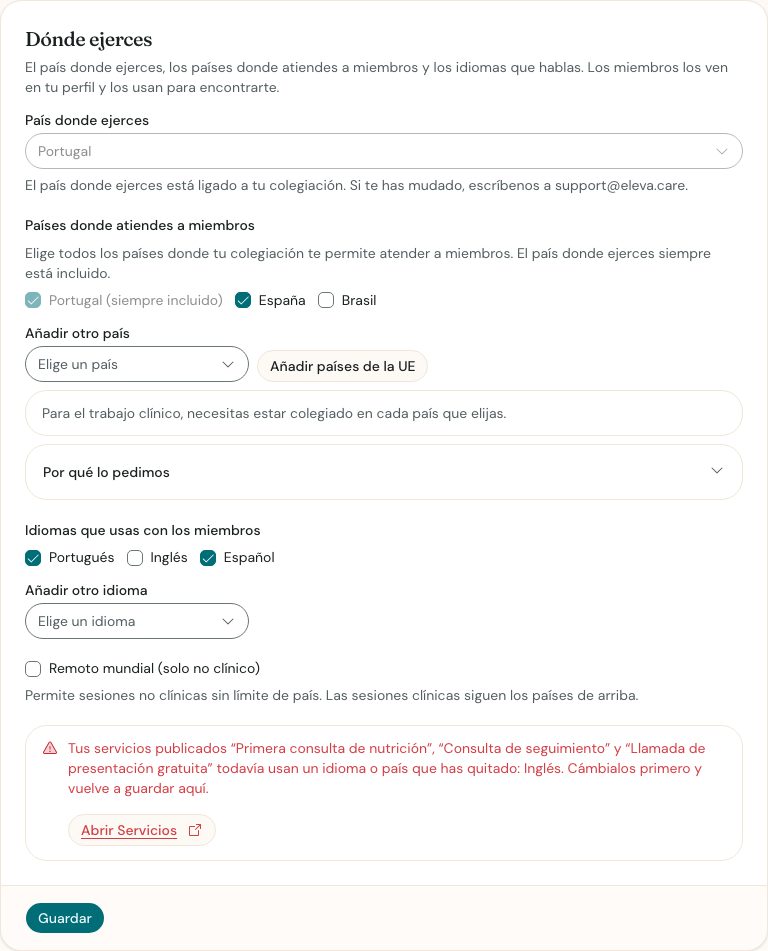 Dónde ejerces
El país donde ejerces, los países donde atiendes a miembros y los idiomas que hablas. Los miembros los ven
en tu perfil y los usan para encontrarte.
País donde ejerces
Portugal
El país donde ejerces está ligado a tu colegiación. Si te has mudado, escríbenos a support@eleva.care.
Países donde atiendes a miembros
Elige todos los países donde tu colegiación te permite atender a miembros. El país donde ejerces siempre
está incluido.
Portugal (siempre incluido) España Brasil
Añadir otro país
Elige un país Añadir países de la UE
Para el trabajo clínico, necesitas estar colegiado en cada país que elijas.
Por qué lo pedimos
Idiomas que usas con los miembros
Portugués Inglés Español
Añadir otro idioma
Elige un idioma
Remoto mundial (solo no clínico)
Permite sesiones no clínicas sin límite de país. Las sesiones clínicas siguen los países de arriba.
Tus servicios publicados “Primera consulta de nutrición”, “Consulta de seguimiento” y “Llamada de
presentación gratuita” todavía usan un idioma o país que has quitado: Inglés. Cámbialos primero y
vuelve a guardar aquí.
Abrir Servicios
Guardar